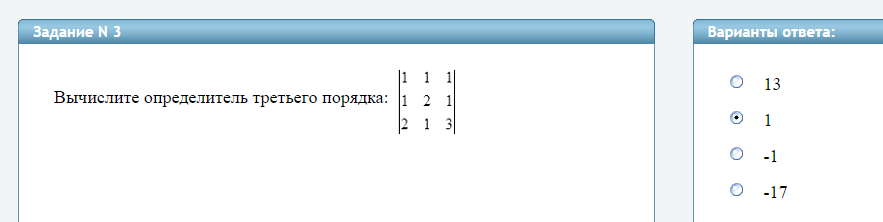 Задание N 3
Вычислите определитель третьего порядка:
1 1 1
1 2 1
2 1 3
Варианты ответа:
13
1
-1
-17